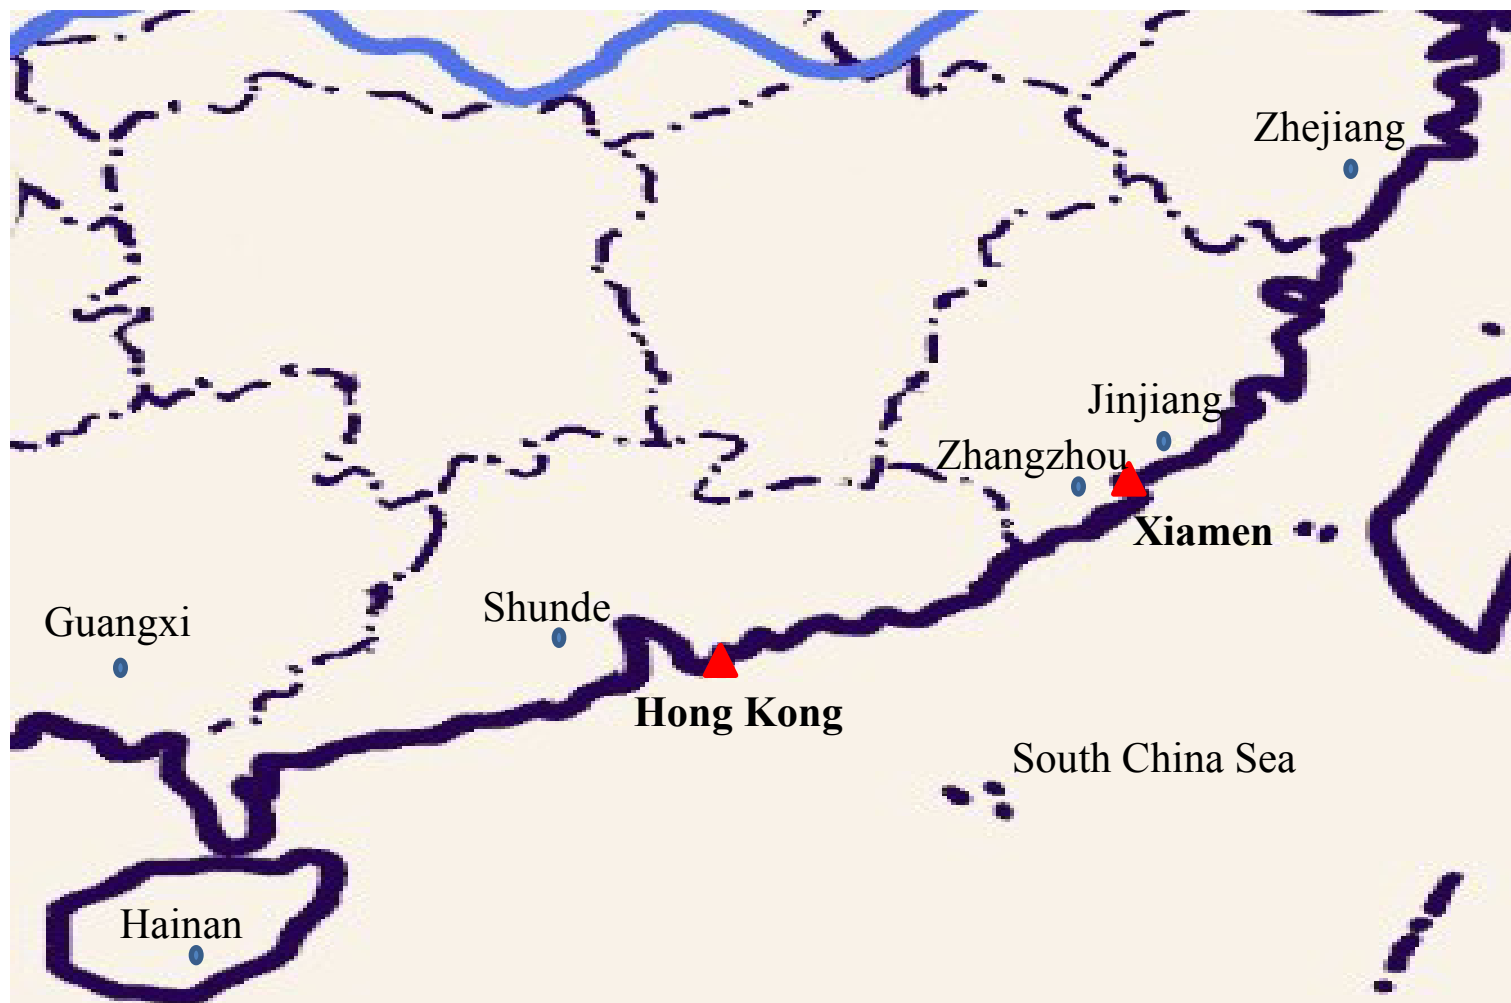 Zhejiang
Jinjiang
Zhangzhou
Xiamen
Shunde
Guangxi
Hong Kong
South China Sea
Hainan